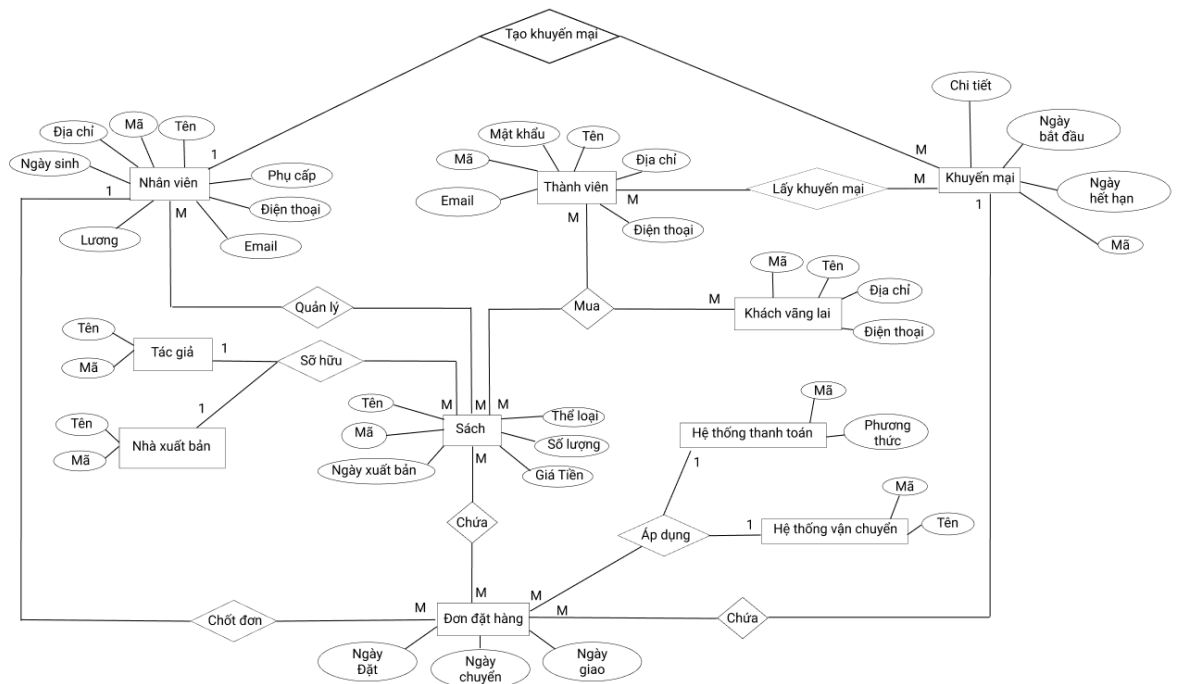 Tạo khuyến mại
Chi tiết
Địa chỉ
Mã
Tên
Ngày
bắt đầu
Mật khẩu
Tên
1
M
Ngày sinh
Mã
Địa chỉ
Nhân viên
Phụ cấp
Thành viên
Lấy khuyến mại
M
Khuyến mại
1
M
Email
M
M
1
Điện thoại
Ngày
hết hạn
Lương
Email
Điện thoại
Mã
Mã
Tên
Quản lý
Mua
M
Khách vãng lai
Địa chỉ
Điện thoại
Tên
Tác giả
1
Sỡ hữu
Mã
Mã
1
Tên
M
M
M
Thể loại
Tên
Nhà xuất bản
Mã
Sách
Số lượng
Hệ thống thanh toán
Phương
thức
Mã
Ngày xuất bản
M
Giá Tiền
1
Mã
Chứa
Áp dụng
1
Hệ thống vận chuyển
Tên
M
M
M
M
Chốt đơn
Đơn đặt hàng
Chứa
Ngày
Đặt
Ngày
chuyển
Ngày
giao